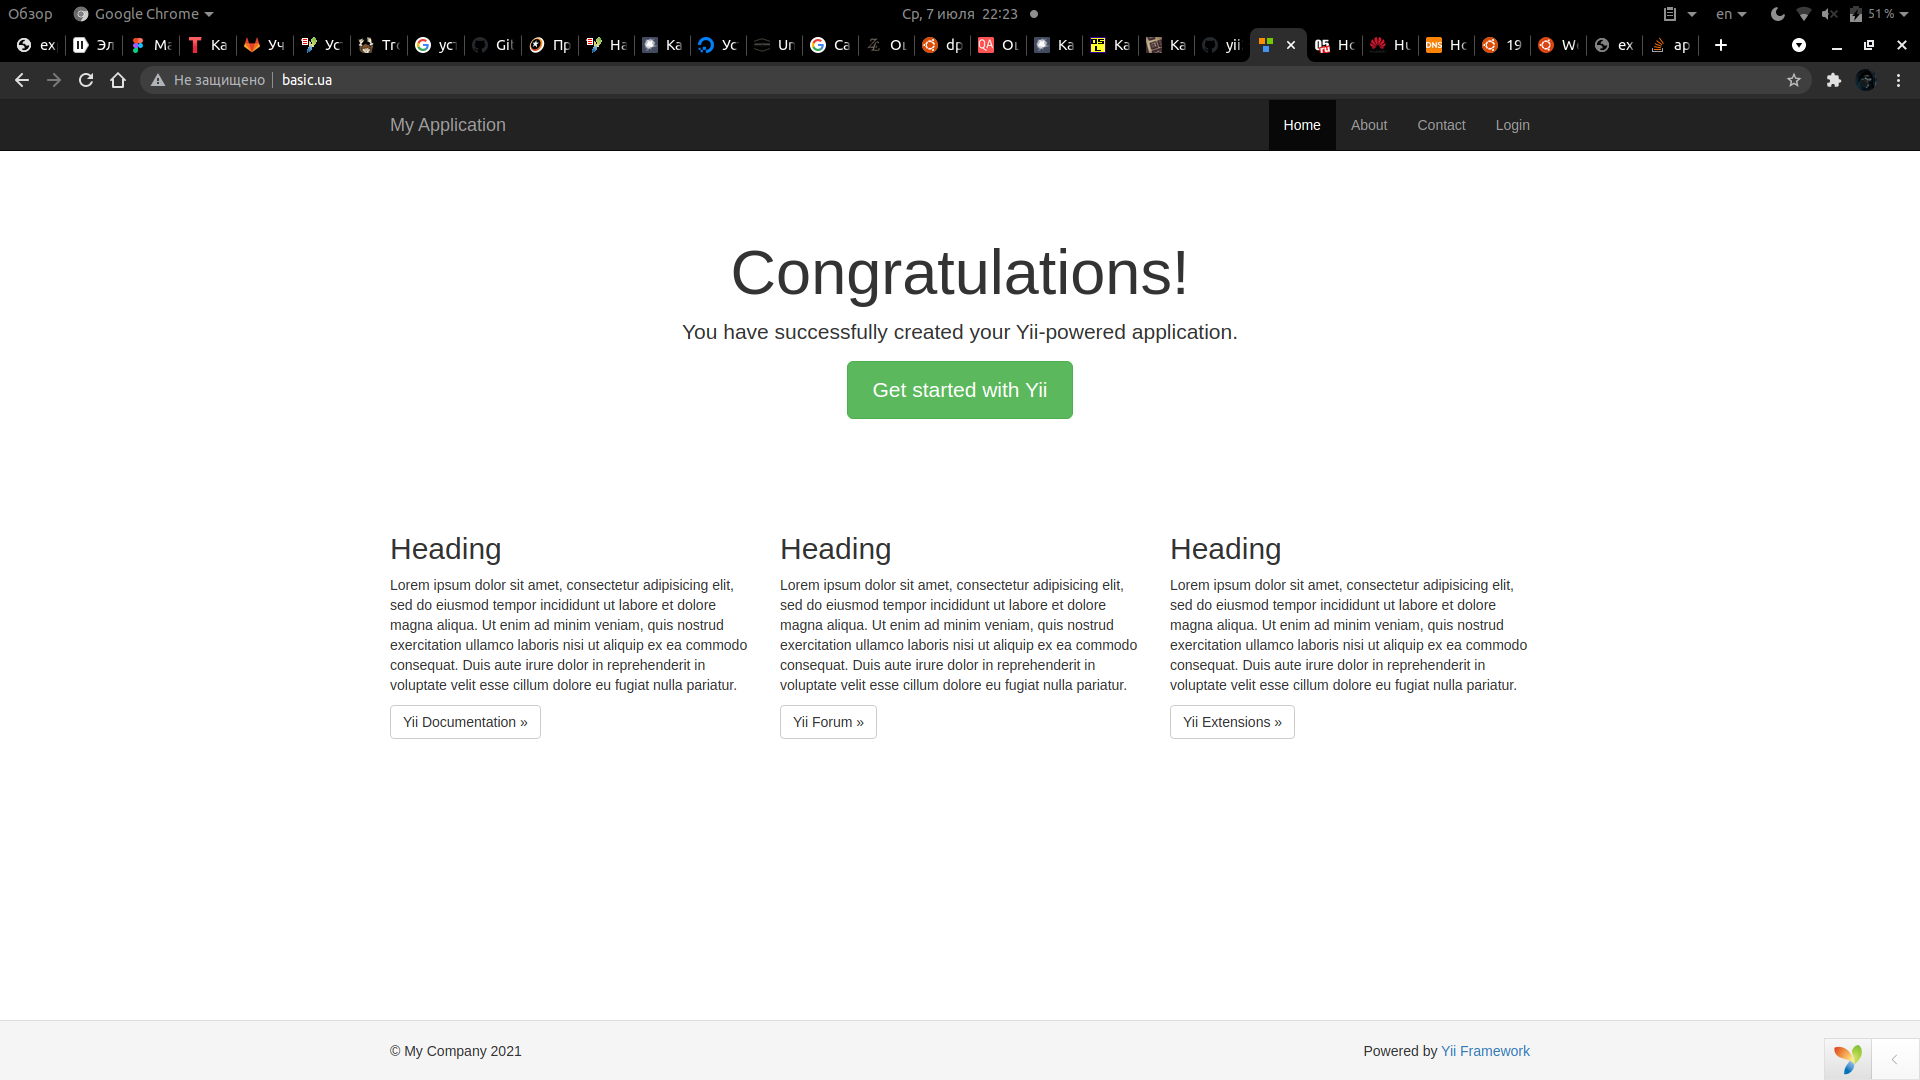 Обзор Google Chrome Ср, 7 июля 22:23 en 51 %
ex Эл Ma Ка Уч Ус Tro уст Git Пр На Ка Ус Un Ca Ou dp Ou Ка Ка Ка yii Ho Hu Ho 19 W ex ap
Не защищено basic.ua
My Application Home About Contact Login
Congratulations!
You have successfully created your Yii-powered application.
Get started with Yii
Heading
Lorem ipsum dolor sit amet, consectetur adipisicing elit,
sed do eiusmod tempor incididunt ut labore et dolore
magna aliqua. Ut enim ad minim veniam, quis nostrud
exercitation ullamco laboris nisi ut aliquip ex ea commodo
consequat. Duis aute irure dolor in reprehenderit in
voluptate velit esse cillum dolore eu fugiat nulla pariatur.
Yii Documentation »
Heading
Lorem ipsum dolor sit amet, consectetur adipisicing elit,
sed do eiusmod tempor incididunt ut labore et dolore
magna aliqua. Ut enim ad minim veniam, quis nostrud
exercitation ullamco laboris nisi ut aliquip ex ea commodo
consequat. Duis aute irure dolor in reprehenderit in
voluptate velit esse cillum dolore eu fugiat nulla pariatur.
Yii Forum »
Heading
Lorem ipsum dolor sit amet, consectetur adipisicing elit,
sed do eiusmod tempor incididunt ut labore et dolore
magna aliqua. Ut enim ad minim veniam, quis nostrud
exercitation ullamco laboris nisi ut aliquip ex ea commodo
consequat. Duis aute irure dolor in reprehenderit in
voluptate velit esse cillum dolore eu fugiat nulla pariatur.
Yii Extensions »
© My Company 2021 Powered by Yii Framework